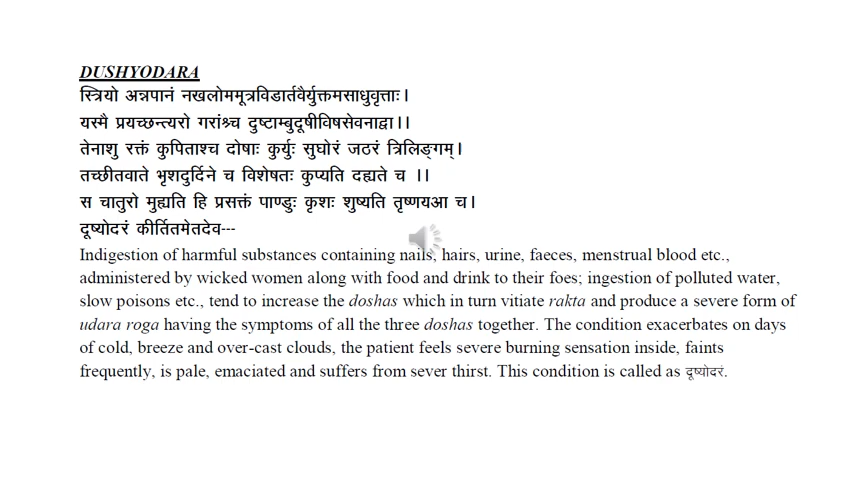 DUSHYODARA
स्त्रियो अन्नपानं नखलोममूत्रविडार्तवैर्युक्तमसाधुवृत्ताः।
यस्मै प्रयच्छन्त्यरो गरांश्च दुष्टाम्बुदूषीविषसेवनाद्वा।।
तेनाशु रक्तं कुपिताश्च दोषाः कुर्युः सुघोरं जठरं त्रिलिङ्गम्।
तच्छीतवाते भृशदुर्दिने च विशेषतः कुप्यति दह्यते च ।।
स चातुरो मुह्यति हि प्रसक्तं पाण्डुः कृशः शुष्यति तृष्णयआ च।
दूष्योदरं कीर्तितमेतदेव---
Indigestion of harmful substances containing nails, hairs, urine, faeces, menstrual blood etc.,
administered by wicked women along with food and drink to their foes; ingestion of polluted water,
slow poisons etc., tend to increase the doshas which in turn vitiate rakta and produce a severe form of
udara roga having the symptoms of all the three doshas together. The condition exacerbates on days
of cold, breeze and over-cast clouds, the patient feels severe burning sensation inside, faints
frequently, is pale, emaciated and suffers from sever thirst. This condition is called as दूष्योदरं.